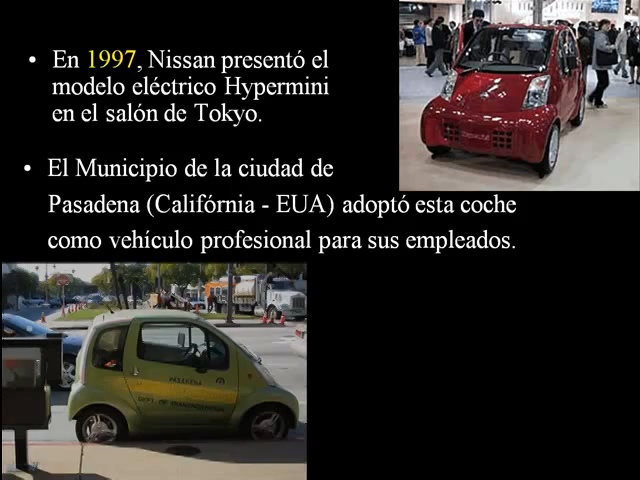 • En 1997, Nissan presentó el
modelo eléctrico Hypermini
en el salón de Tokyo.
• El Municipio de la ciudad de
Pasadena (Califórnia - EUA) adoptó esta coche
como vehículo profesional para sus empleados.